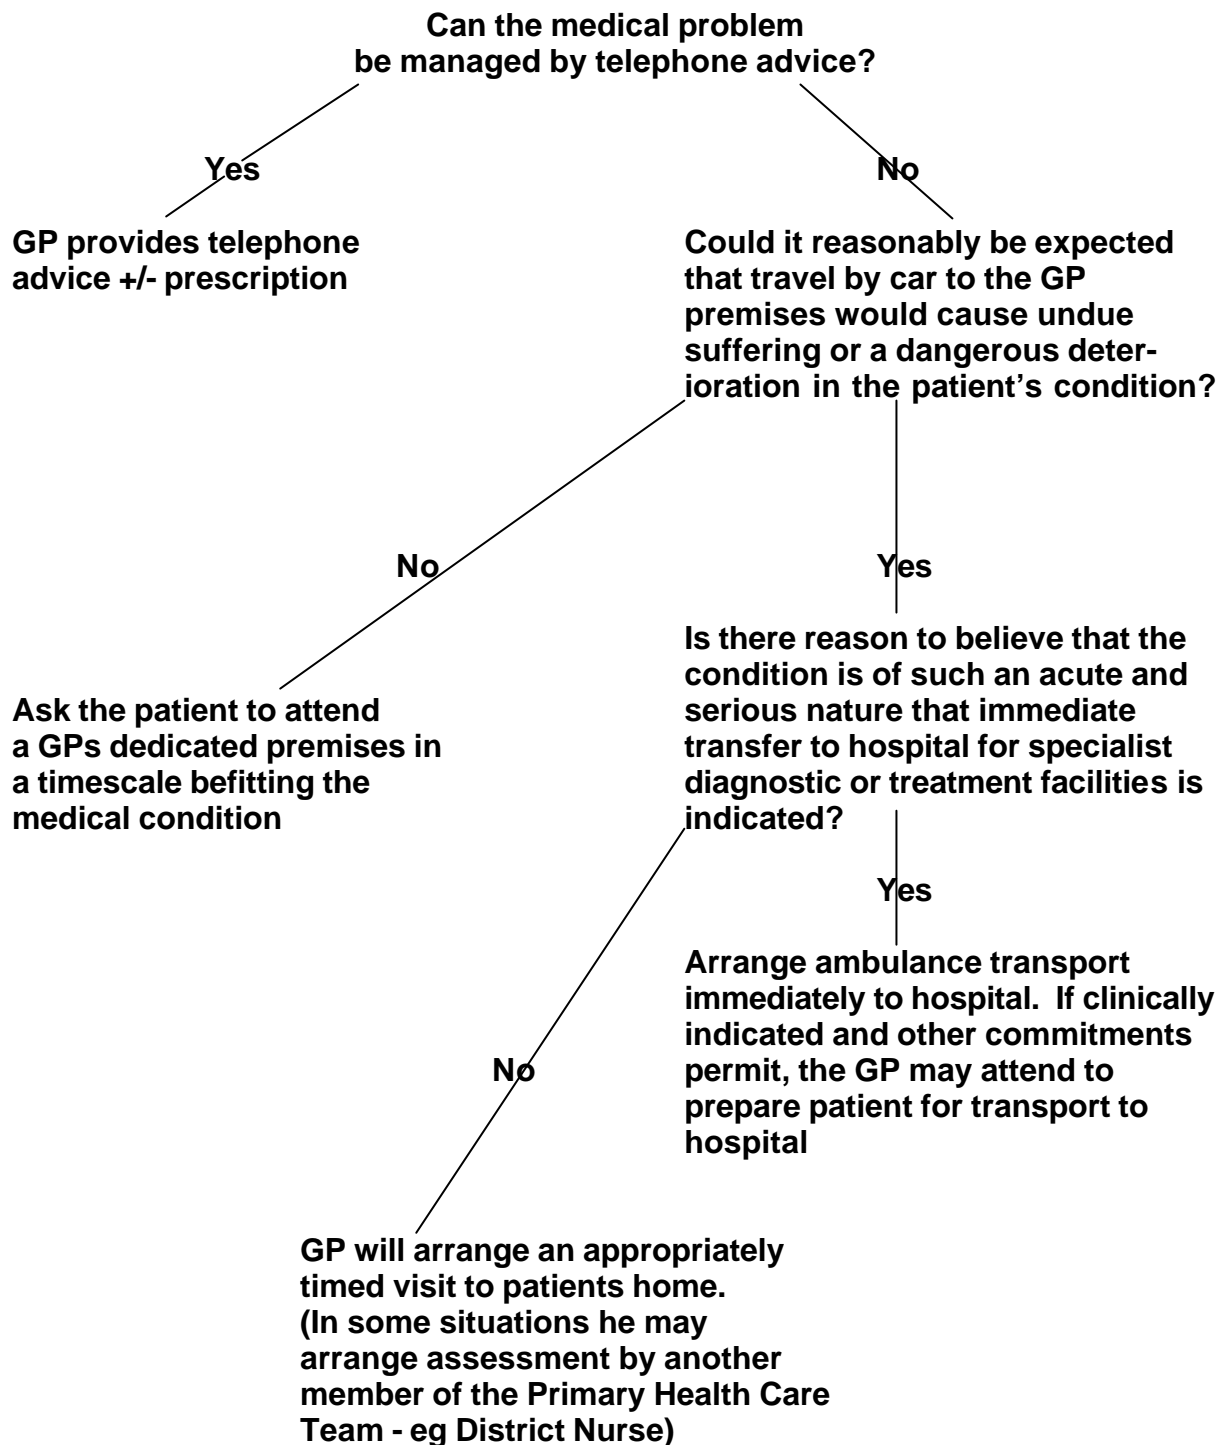 Can the medical problem
be managed by telephone advice?
Yes
No
GP provides telephone
advice +/- prescription
Could it reasonably be expected
that travel by car to the GP
premises would cause undue
suffering or a dangerous deter-
ioration in the patient's condition?
No
Yes
Ask the patient to attend
a GPs dedicated premises in
a timescale befitting the
medical condition
Is there reason to believe that the
condition is of such an acute and
serious nature that immediate
transfer to hospital for specialist
diagnostic or treatment facilities is
indicated?
Yes
Arrange ambulance transport
immediately to hospital.  If clinically
indicated and other commitments
permit, the GP may attend to
prepare patient for transport to
hospital
No
GP will arrange an appropriately
timed visit to patients home.
(In some situations he may
arrange assessment by another
member of the Primary Health Care
Team - eg District Nurse)